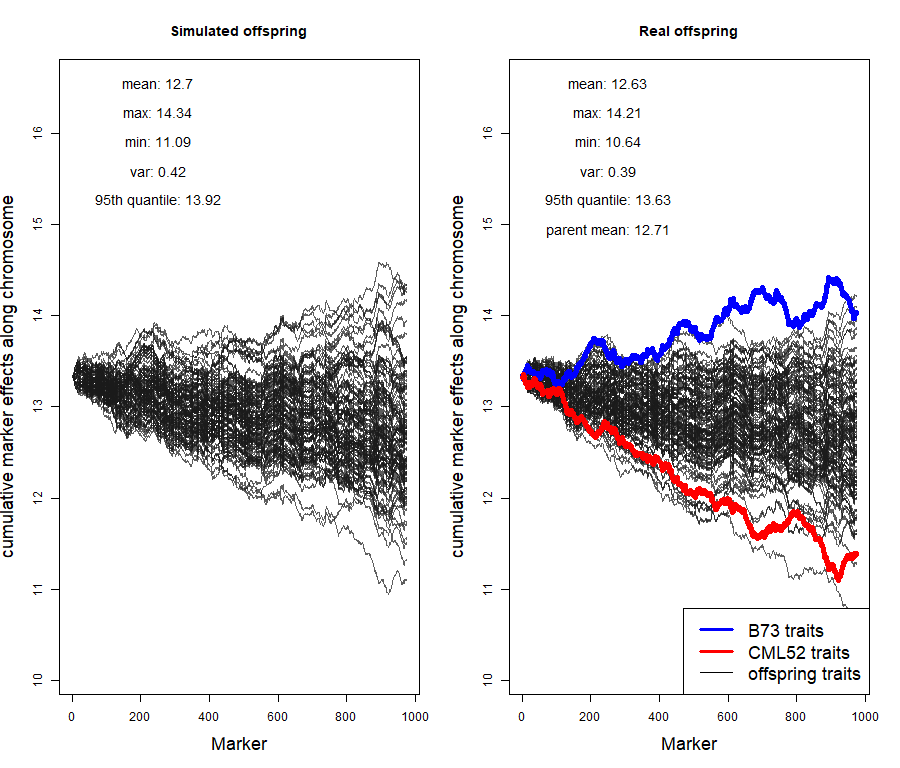 Simulated offspring
mean: 12.7
max: 14.34
min: 11.09
var: 0.42
95th quantile: 13.92
cumulative marker effects along chromosome
16
15
14
13
12
11
10
0 200 400 600 800 1000
Marker
Real offspring
mean: 12.63
max: 14.21
min: 10.64
var: 0.39
95th quantile: 13.63
parent mean: 12.71
cumulative marker effects along chromosome
16
15
14
13
12
11
10
B73 traits
CML52 traits
offspring traits
0 200 400 600 800 1000
Marker